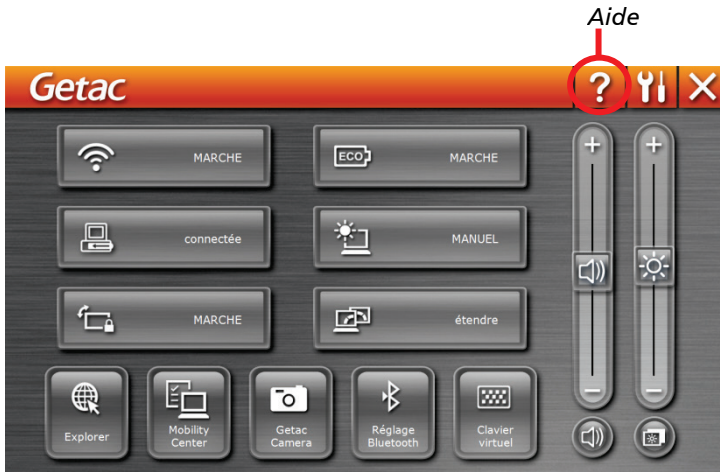 Aide
Getac
?
MARCHE
ECO
MARCHE
connectée
MANUEL
MARCHE
étendre
Explorer
Mobility
Center
Getac
Camera
Réglage
Bluetooth
Clavier
virtuel